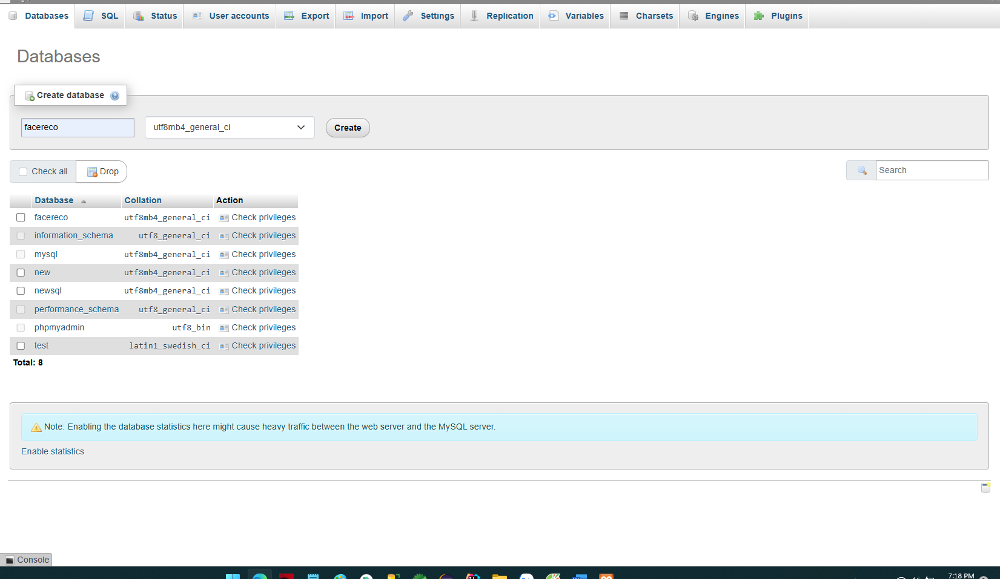 Databases SQL Status User accounts Export Import Settings Replication Variables Charsets Engines Plugins
Databases
Create database
facereco utf8mb4_general_ci Create
Check all Drop Search
Database Collation Action
facereco utf8mb4_general_ci Check privileges
information_schema utf8_general_ci Check privileges
mysql utf8mb4_general_ci Check privileges
new utf8mb4_general_ci Check privileges
newsql utf8mb4_general_ci Check privileges
performance_schema utf8_general_ci Check privileges
phpmyadmin utf8_bin Check privileges
test latin1_swedish_ci Check privileges
Total: 8
Note: Enabling the database statistics here might cause heavy traffic between the web server and the MySQL server.
Enable statistics
Console
7:18 PM